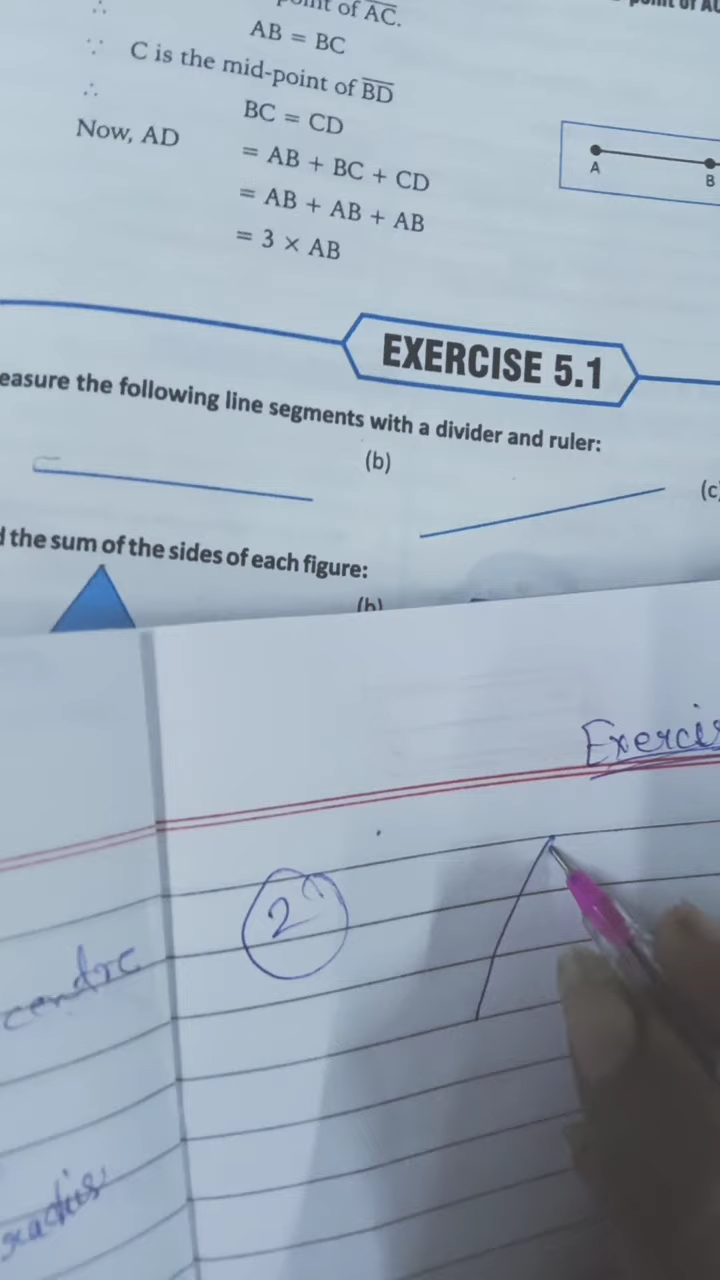 ∴ point of AC.
AB = BC
∵ C is the mid-point of BD
∴ BC = CD
Now, AD = AB + BC + CD
= AB + AB + AB
= 3 × AB
A B
EXERCISE 5.1
easure the following line segments with a divider and ruler:
(b)
(c)
the sum of the sides of each figure:
(b)
Exercis
2
centre
radius